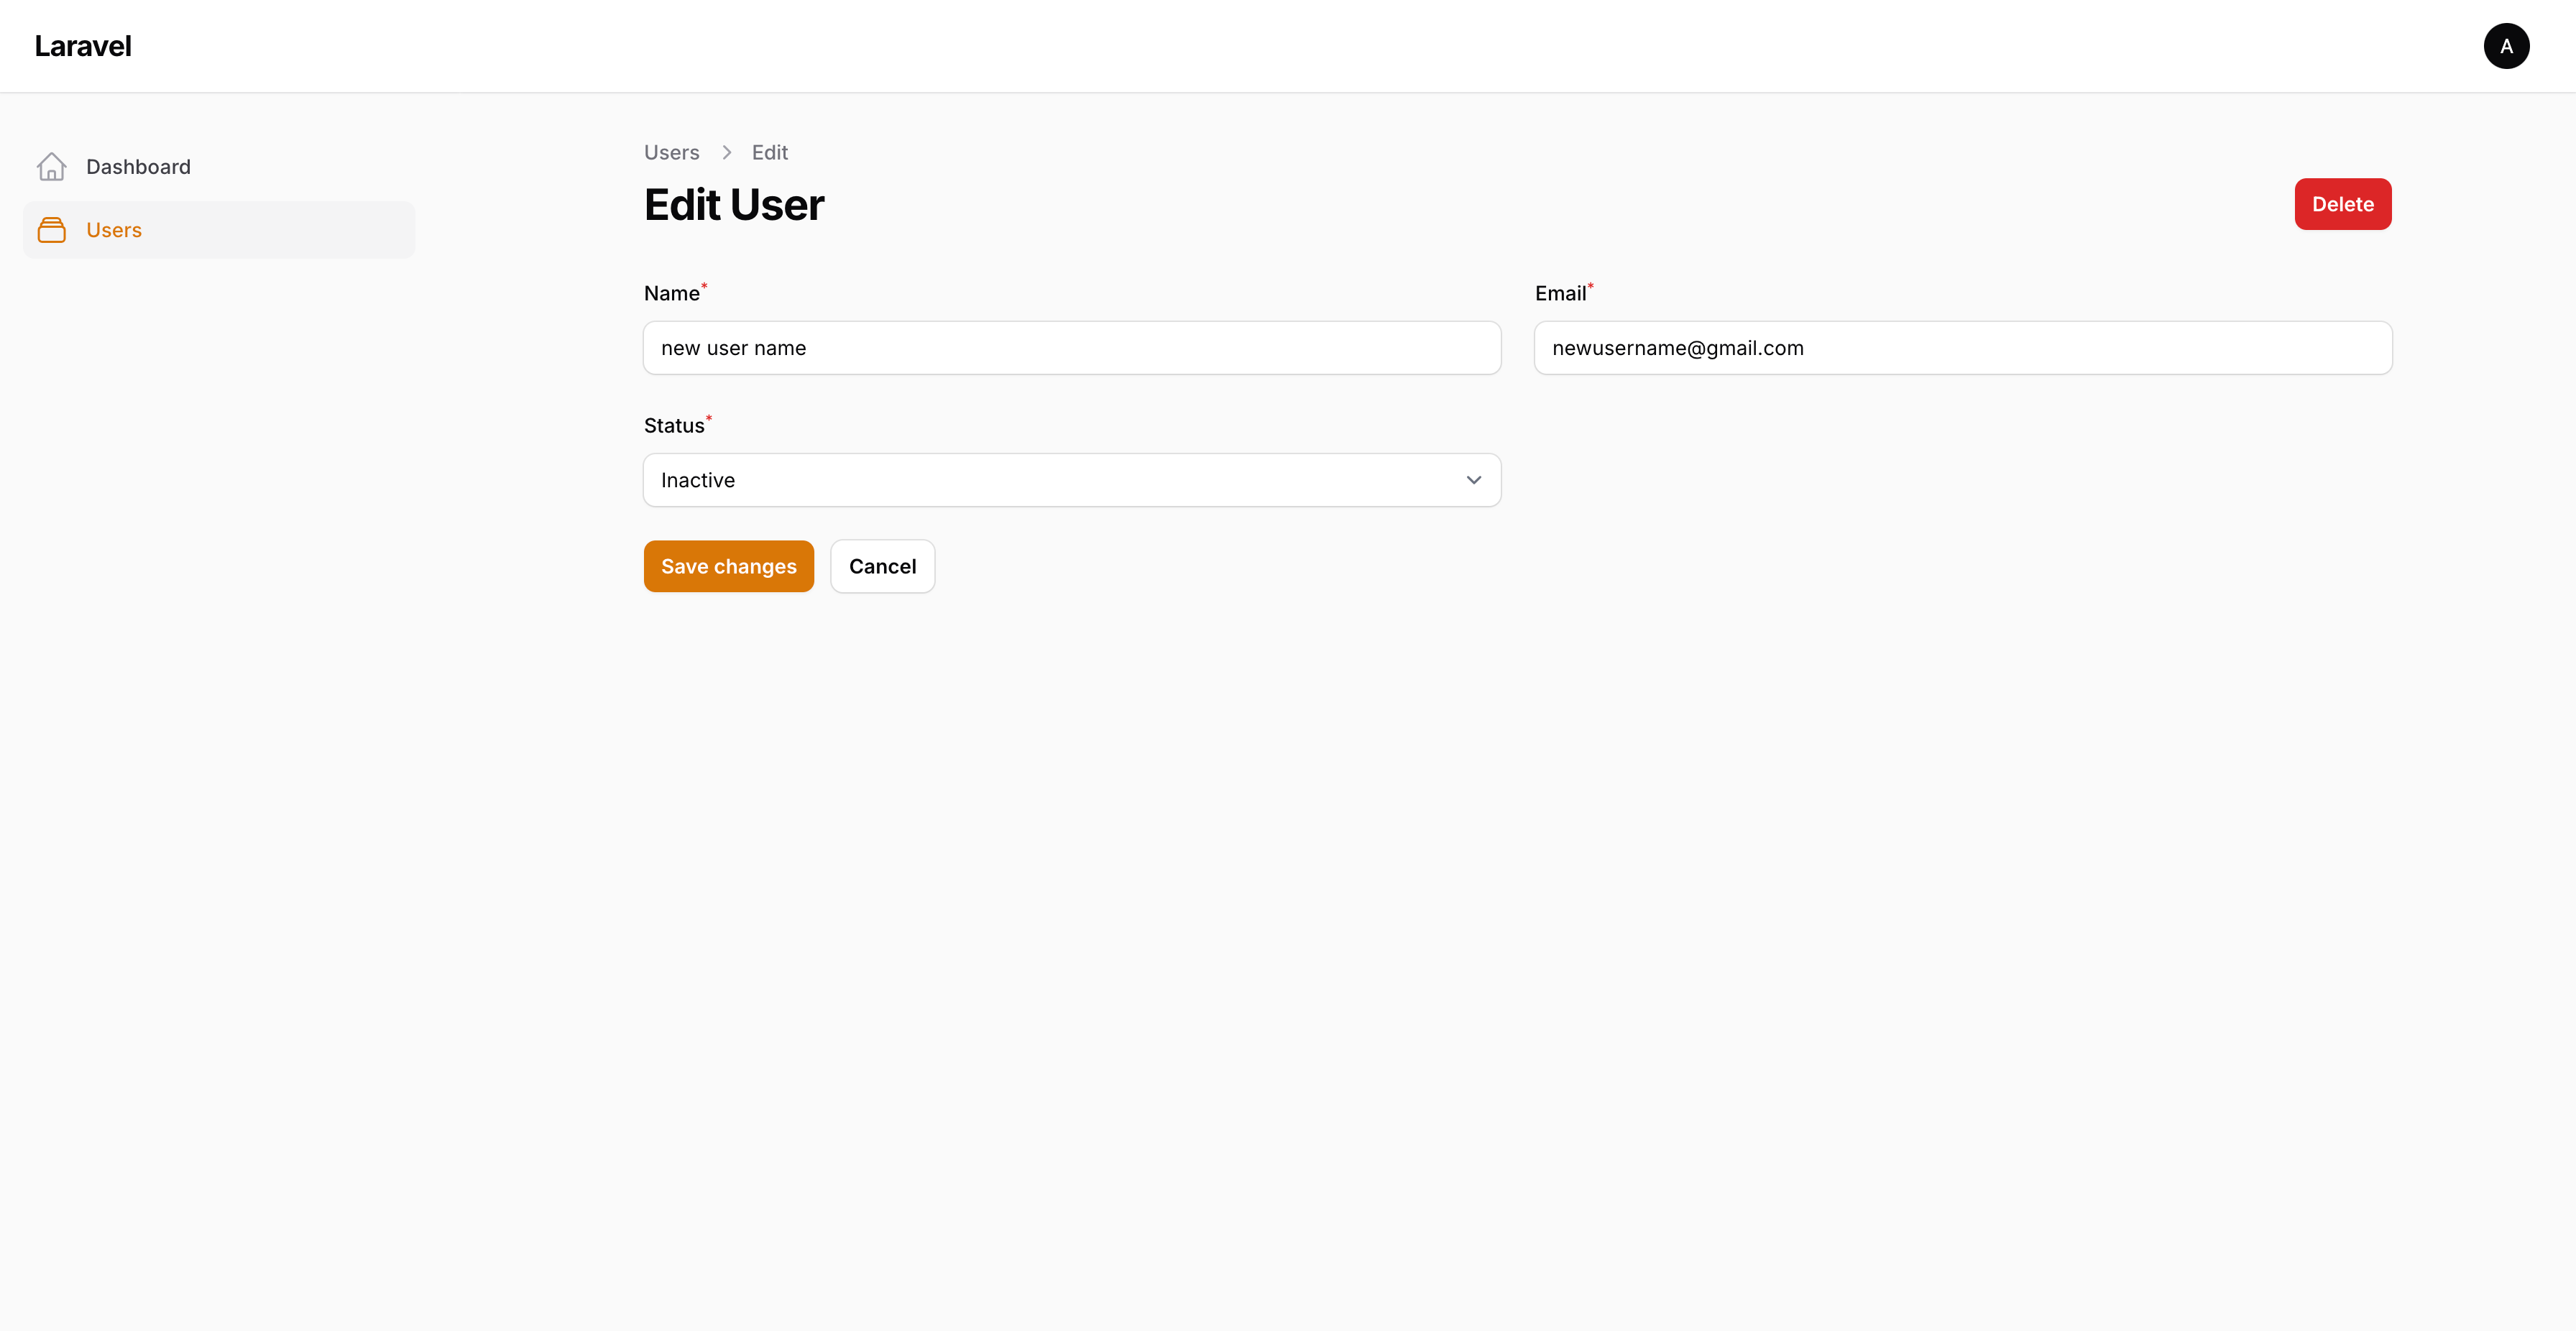 Laravel
A
Dashboard
Users
Users > Edit
Edit User
Delete
Name*
new user name
Email*
newusername@gmail.com
Status*
Inactive
Save changes
Cancel